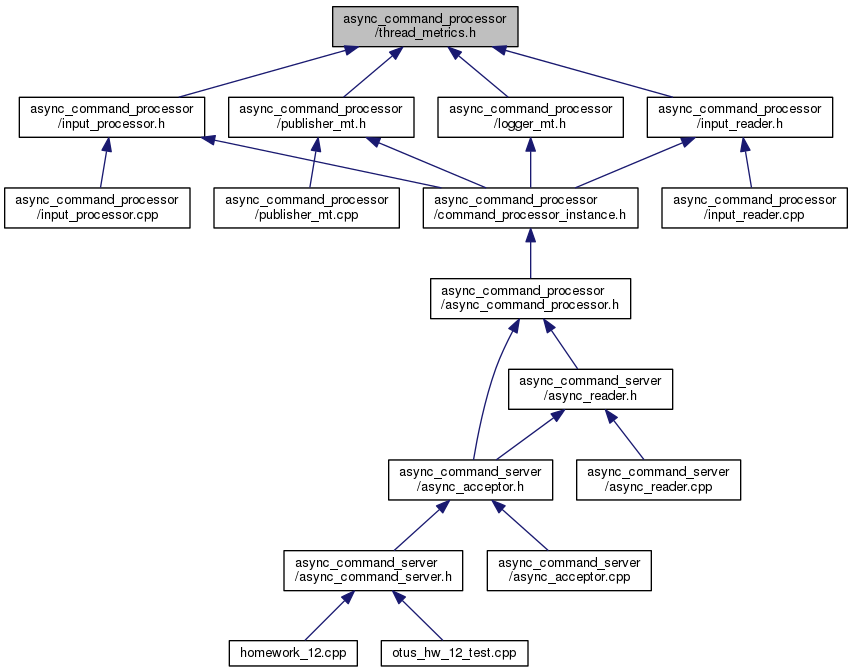 async_command_processor
/thread_metrics.h
async_command_processor
/input_processor.h
async_command_processor
/publisher_mt.h
async_command_processor
/logger_mt.h
async_command_processor
/input_reader.h
async_command_processor
/input_processor.cpp
async_command_processor
/publisher_mt.cpp
async_command_processor
/command_processor_instance.h
async_command_processor
/input_reader.cpp
async_command_processor
/async_command_processor.h
async_command_server
/async_reader.h
async_command_server
/async_acceptor.h
async_command_server
/async_reader.cpp
async_command_server
/async_command_server.h
async_command_server
/async_acceptor.cpp
homework_12.cpp
otus_hw_12_test.cpp